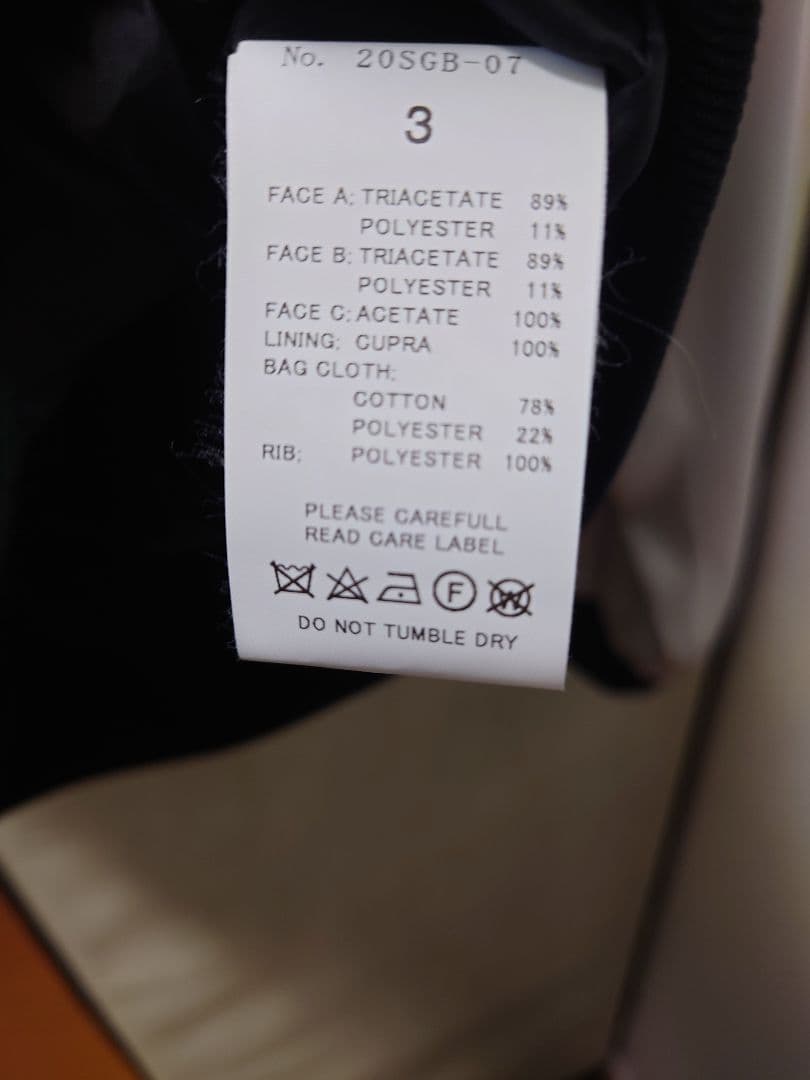 No. 20SGB-07
3
FACE A: TRIACETATE 89%
POLYESTER 11%
FACE B: TRIACETATE 89%
POLYESTER 11%
FACE C: ACETATE 100%
LINING: CUPRA 100%
BAG CLOTH:
COTTON 78%
POLYESTER 22%
RIB: POLYESTER 100%
PLEASE CAREFULL
READ CARE LABEL
F W
DO NOT TUMBLE DRY